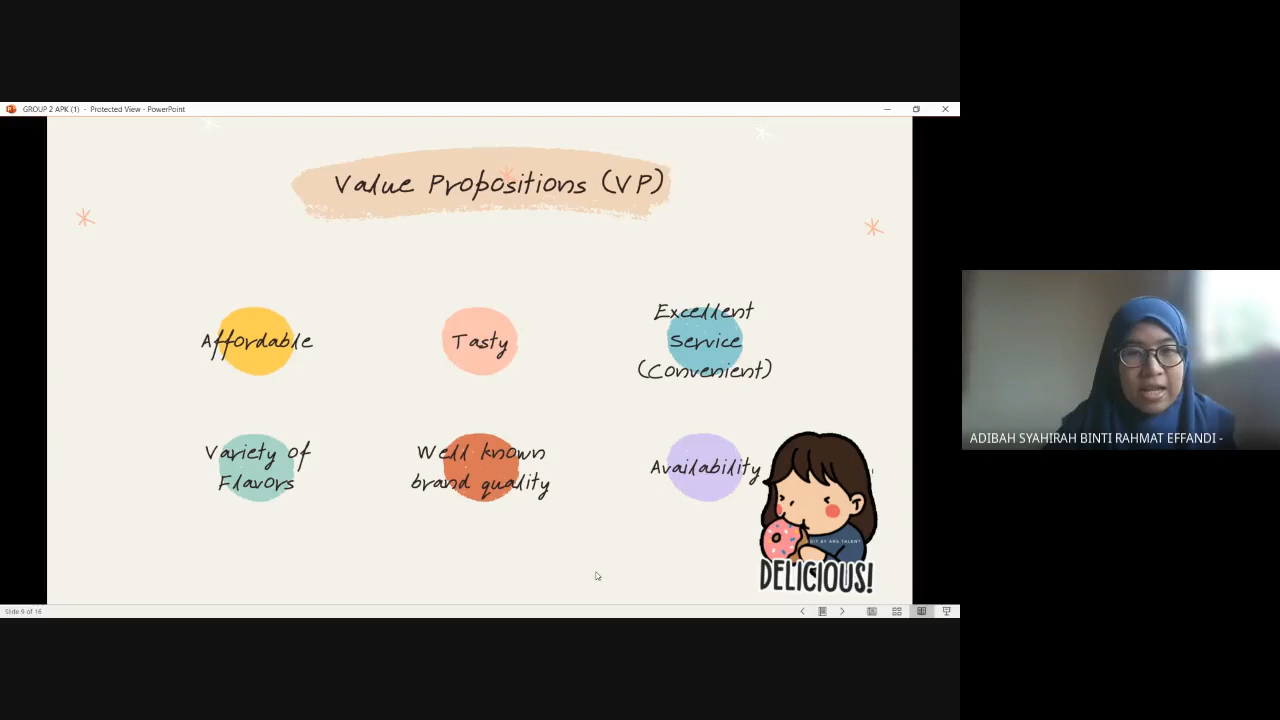 GROUP 2 APK (1) - Protected View - PowerPoint
Value Propositions (VP)
Affordable
Tasty
Excellent
Service
(Convenient)
Variety of
Flavors
Well known
brand quality
Availability
DELICIOUS!
ADIBAH SYAHIRAH BINTI RAHMAT EFFANDI -
Slide 9 of 16